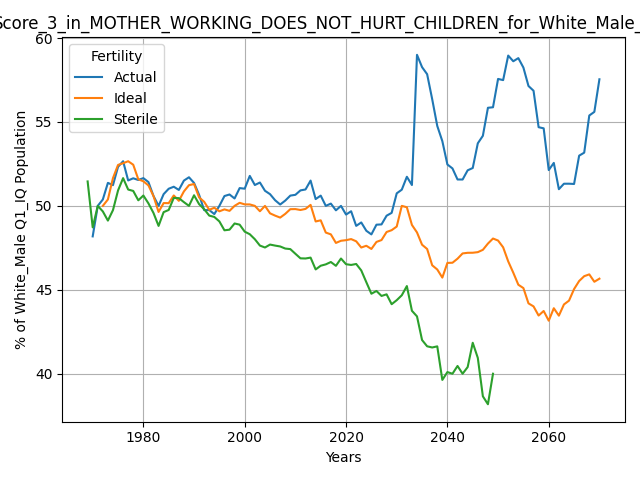 Score_3_in_MOTHER_WORKING_DOES_NOT_HURT_CHILDREN_for_White_Male_
60
55
50
45
40
% of White_Male Q1_IQ Population
Fertility
Actual
Ideal
Sterile
1980
2000
2020
2040
2060
Years